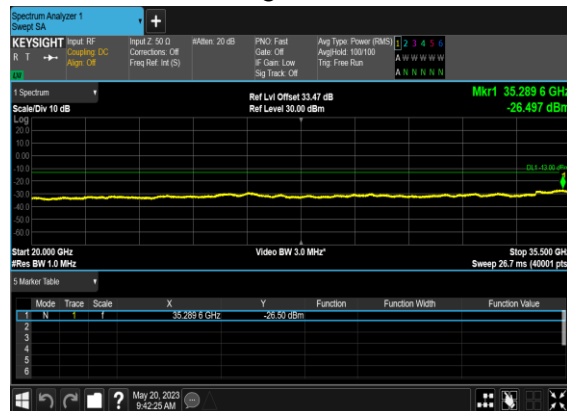 Spectrum Analyzer 1
Swept SA
KEYSIGHT
R T
LW
Input: RF
Coupling: DC
Align: Off
Input Z: 50 Ω
Corrections: Off
Freq Ref: Int (S)
#Atten: 20 dB
PNO: Fast
Gate: Off
IF Gain: Low
Sig Track: Off
Avg Type: Power (RMS)
Avg|Hold: 100/100
Trig: Free Run
1 2 3 4 5 6
A W W W W W
A N N N N N
1 Spectrum
Scale/Div 10 dB
Ref Lvl Offset 33.47 dB
Ref Level 30.00 dBm
Mkr1 35.289 6 GHz
-26.497 dBm
Log
20.0
10.0
0.00
-10.0
-20.0
-30.0
-40.0
-50.0
-60.0
DL1 -13.00 dBm
1
Start 20.000 GHz
#Res BW 1.0 MHz
Video BW 3.0 MHz*
Stop 35.500 GHz
Sweep 26.7 ms (40001 pts)
5 Marker Table
Mode Trace Scale X Y Function Function Width Function Value
1 N 1 f 35.289 6 GHz -26.50 dBm
2
3
4
5
6
?
May 20, 2023
9:42:25 AM